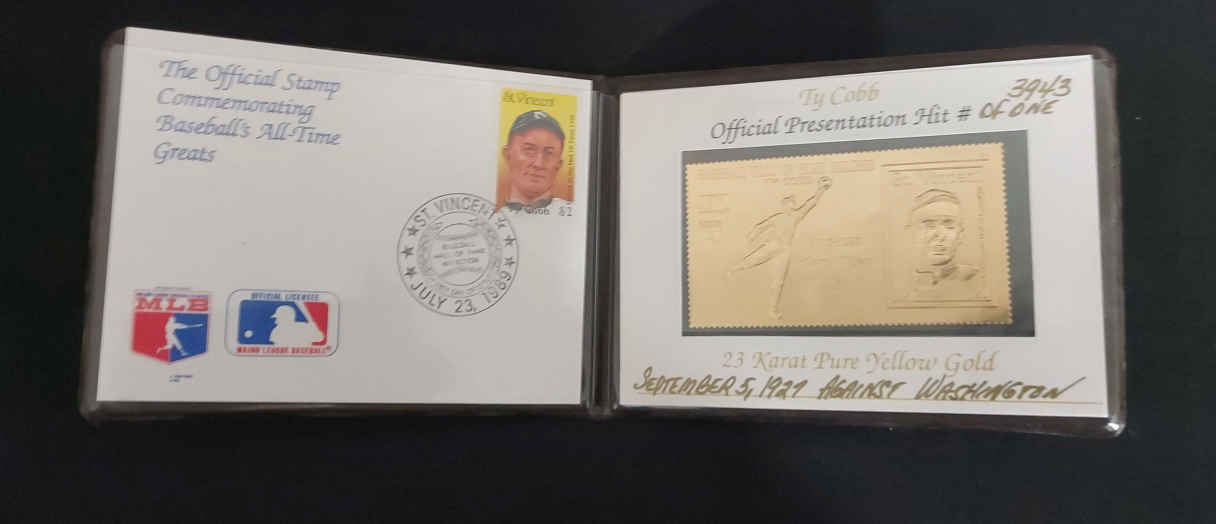 The Official Stamp
Commemorating
Baseball's All-Time
Greats
St. Vincent
$2
ST. VINCENT
BASEBALL
HALL OF FAME
JULY 23, 1989
MLB
OFFICIAL LICENSEE
MAJOR LEAGUE BASEBALL
Ty Cobb
3943
Official Presentation Hit # OF ONE
23 Karat Pure Yellow Gold
SEPTEMBER 5, 1927 AGAINST WASHINGTON